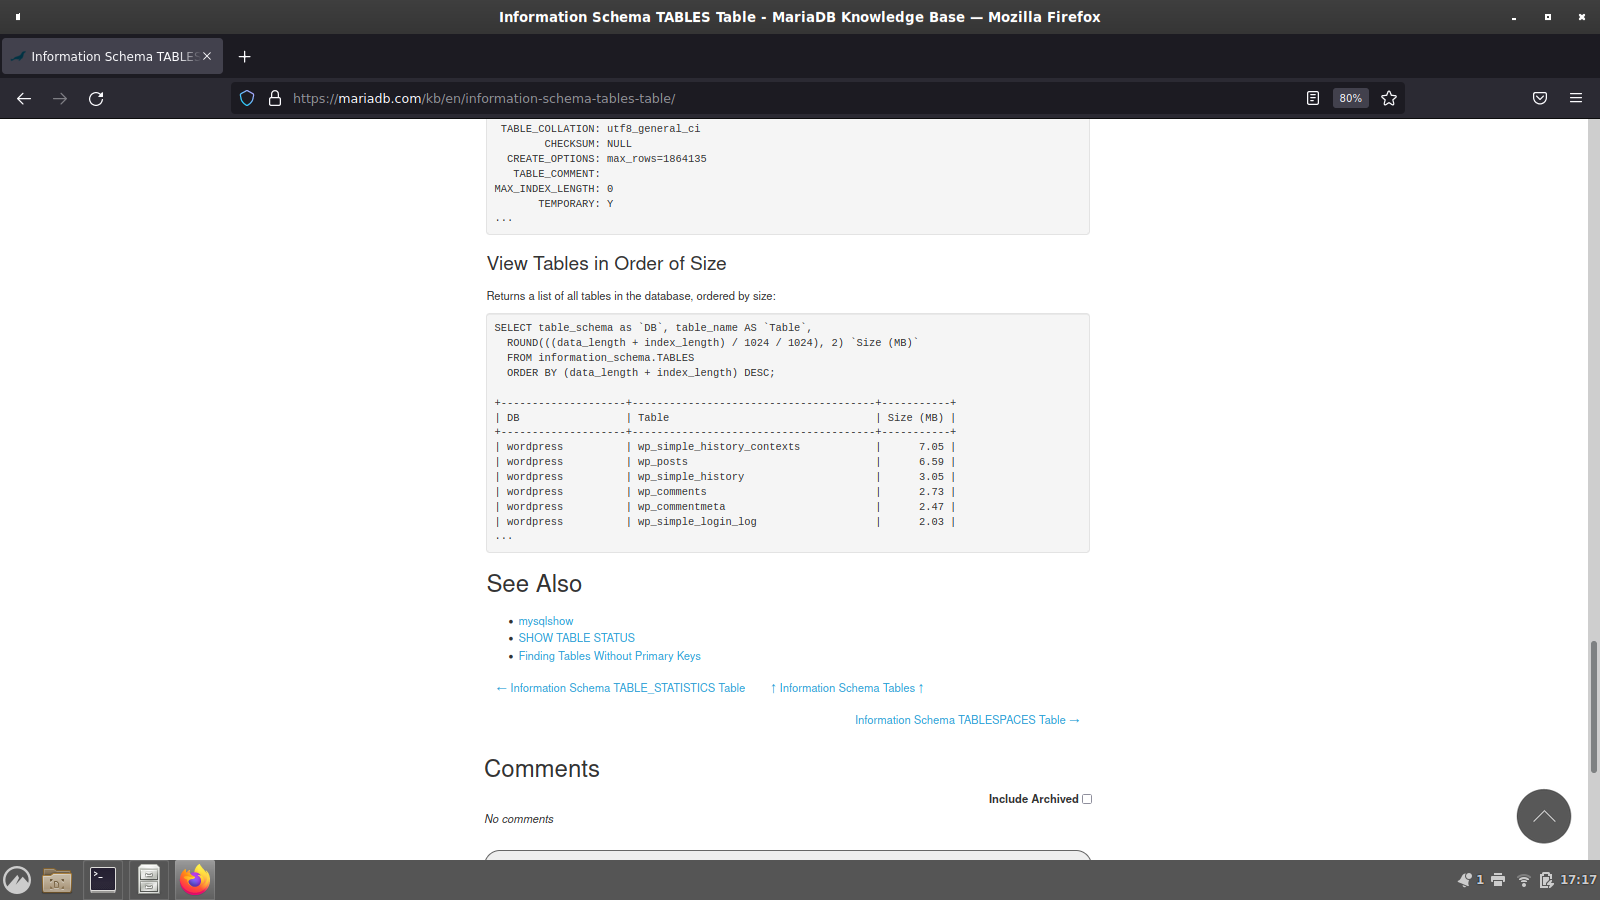 Information Schema TABLES Table - MariaDB Knowledge Base — Mozilla Firefox
Information Schema TABLES
https://mariadb.com/kb/en/information-schema-tables-table/
80%
TABLE_COLLATION: utf8_general_ci
CHECKSUM: NULL
CREATE_OPTIONS: max_rows=1864135
TABLE_COMMENT:
MAX_INDEX_LENGTH: 0
TEMPORARY: Y
...
View Tables in Order of Size
Returns a list of all tables in the database, ordered by size:
SELECT table_schema as `DB`, table_name AS `Table`,
  ROUND(((data_length + index_length) / 1024 / 1024), 2) `Size (MB)`
  FROM information_schema.TABLES
  ORDER BY (data_length + index_length) DESC;
+--------------------+---------------------------------------+-----------+
| DB                 | Table                                 | Size (MB) |
+--------------------+---------------------------------------+-----------+
| wordpress          | wp_simple_history_contexts            |      7.05 |
| wordpress          | wp_posts                              |      6.59 |
| wordpress          | wp_simple_history                     |      3.05 |
| wordpress          | wp_comments                           |      2.73 |
| wordpress          | wp_commentmeta                        |      2.47 |
| wordpress          | wp_simple_login_log                   |      2.03 |
...
See Also
• mysqlshow
• SHOW TABLE STATUS
• Finding Tables Without Primary Keys
← Information Schema TABLE_STATISTICS Table ↑ Information Schema Tables ↑
Information Schema TABLESPACES Table →
Comments
Include Archived
No comments
1 17:17